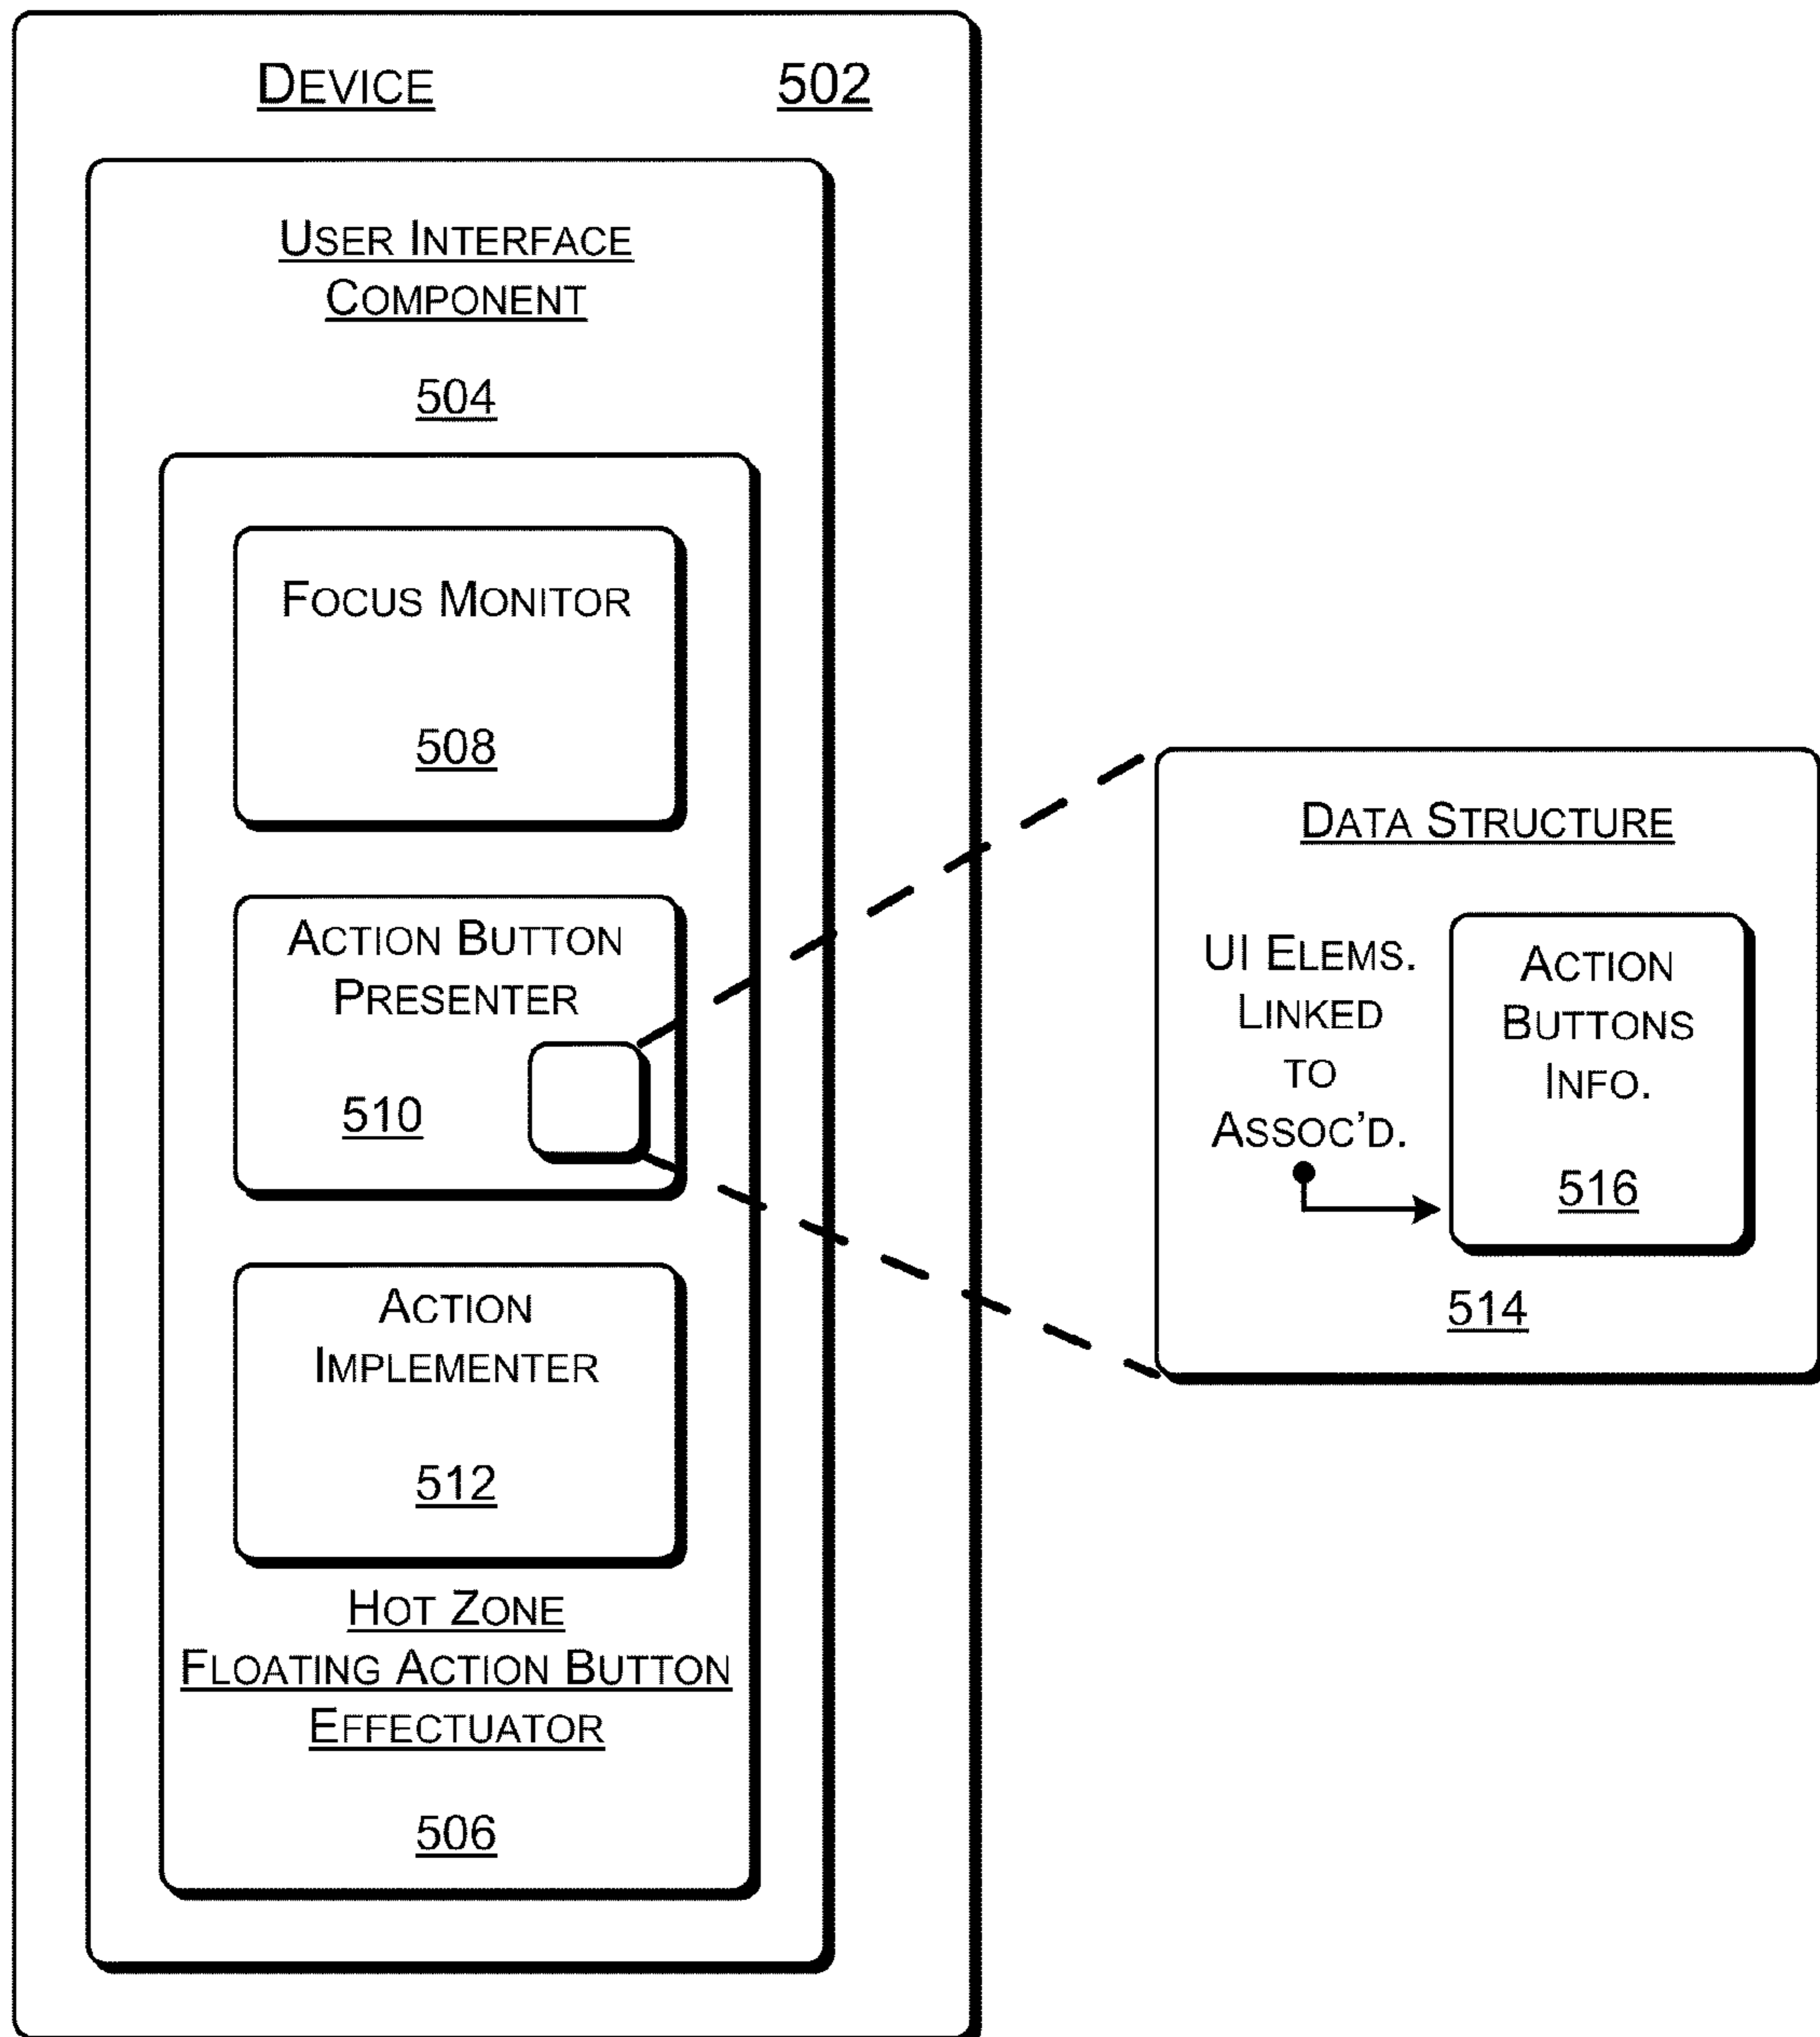 DEVICE 502
USER INTERFACE
COMPONENT
504
FOCUS MONITOR
508
ACTION BUTTON
PRESENTER
510
ACTION
IMPLEMENTER
512
HOT ZONE
FLOATING ACTION BUTTON
EFFECTUATOR
506
DATA STRUCTURE
UI ELEMS.
LINKED
TO
ASSOC'D.
ACTION
BUTTONS
INFO.
516
514